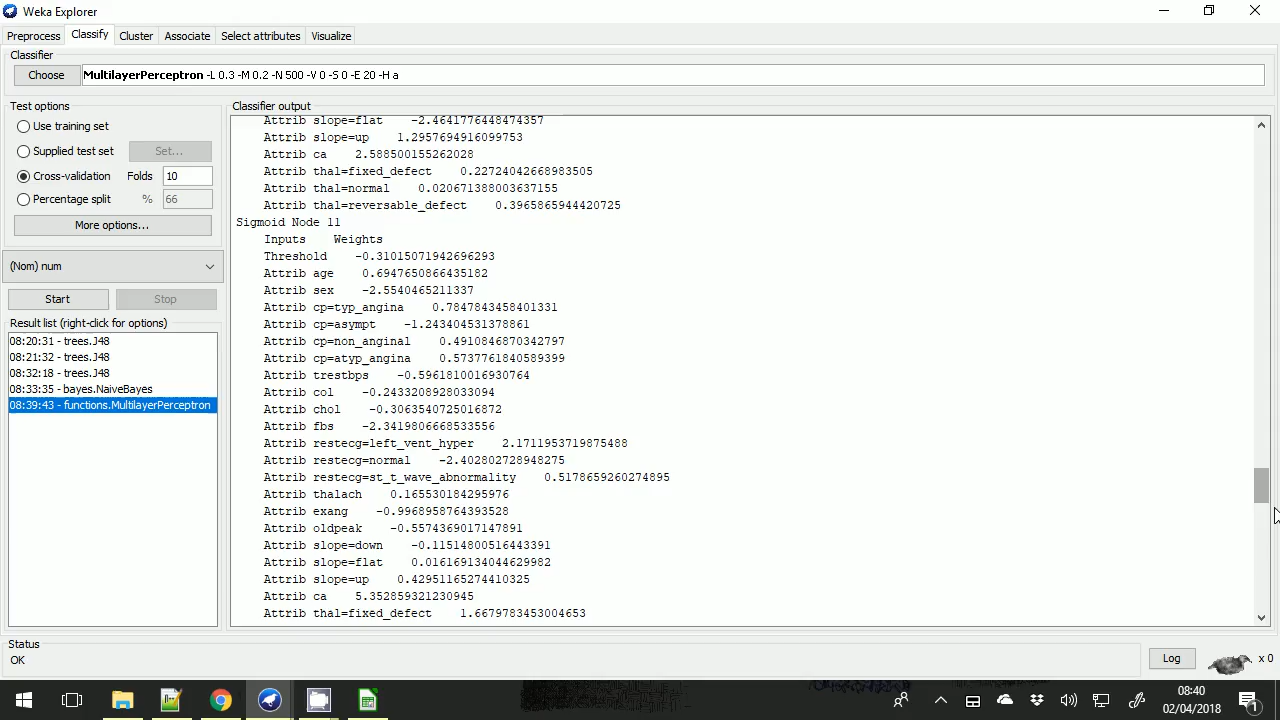 Weka Explorer
Preprocess Classify Cluster Associate Select attributes Visualize
Classifier
Choose MultilayerPerceptron -L 0.3 -M 0.2 -N 500 -V 0 -S 0 -E 20 -H a
Test options
Use training set
Supplied test set Set...
Cross-validation Folds 10
Percentage split % 66
More options...
(Nom) num
Start Stop
Result list (right-click for options)
08:20:31 - trees.J48
08:21:32 - trees.J48
08:32:18 - trees.J48
08:33:35 - bayes.NaiveBayes
08:39:43 - functions.MultilayerPerceptron
Classifier output
Attrib slope=flat -2.4641776448474357
Attrib slope=up 1.2957694916099753
Attrib ca 2.588500155262028
Attrib thal=fixed_defect 0.22724042668983505
Attrib thal=normal 0.020671388003637155
Attrib thal=reversable_defect 0.3965865944420725
Sigmoid Node 11
Inputs Weights
Threshold -0.31015071942696293
Attrib age 0.6947650866435182
Attrib sex -2.5540465211337
Attrib cp=typ_angina 0.7847843458401331
Attrib cp=asympt -1.243404531378861
Attrib cp=non_anginal 0.4910846870342797
Attrib cp=atyp_angina 0.5737761840589399
Attrib trestbps -0.5961810016930764
Attrib col -0.2433208928033094
Attrib chol -0.3063540725016872
Attrib fbs -2.3419806668533556
Attrib restecg=left_vent_hyper 2.1711953719875488
Attrib restecg=normal -2.402802728948275
Attrib restecg=st_t_wave_abnormality 0.5178659260274895
Attrib thalach 0.165530184295976
Attrib exang -0.9968958764393528
Attrib oldpeak -0.5574369017147891
Attrib slope=down -0.11514800516443391
Attrib slope=flat 0.016169134044629982
Attrib slope=up 0.42951165274410325
Attrib ca 5.352859321230945
Attrib thal=fixed_defect 1.6679783453004653
Status
OK
Log x 0
08:40
02/04/2018
1